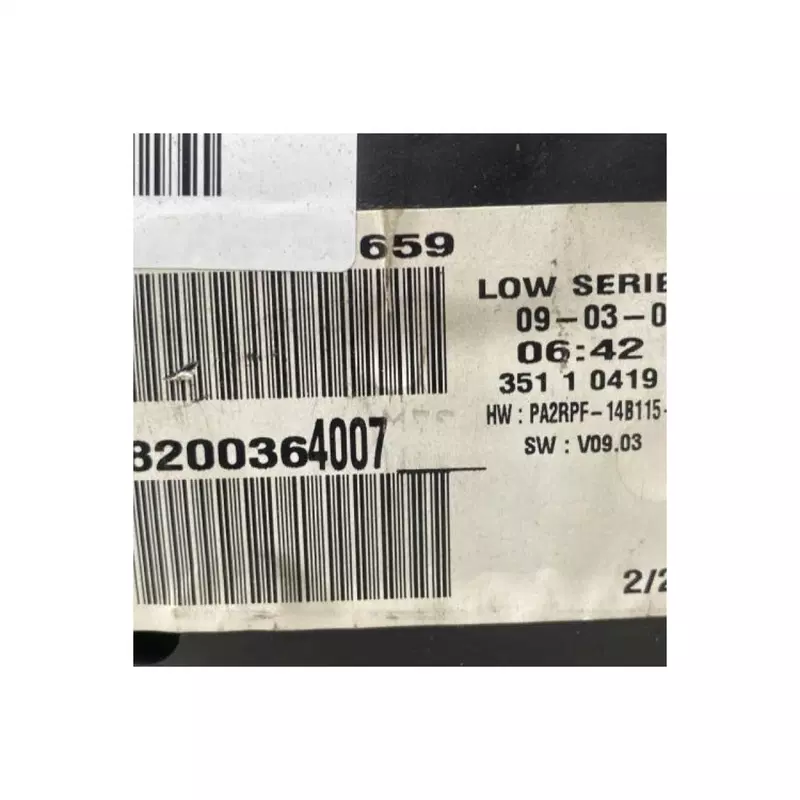 659
LOW SERIE
09-03-0
06:42
351 1 0419
HW : PA2RPF-14B115-
8200364007
SW : V09.03
2/2